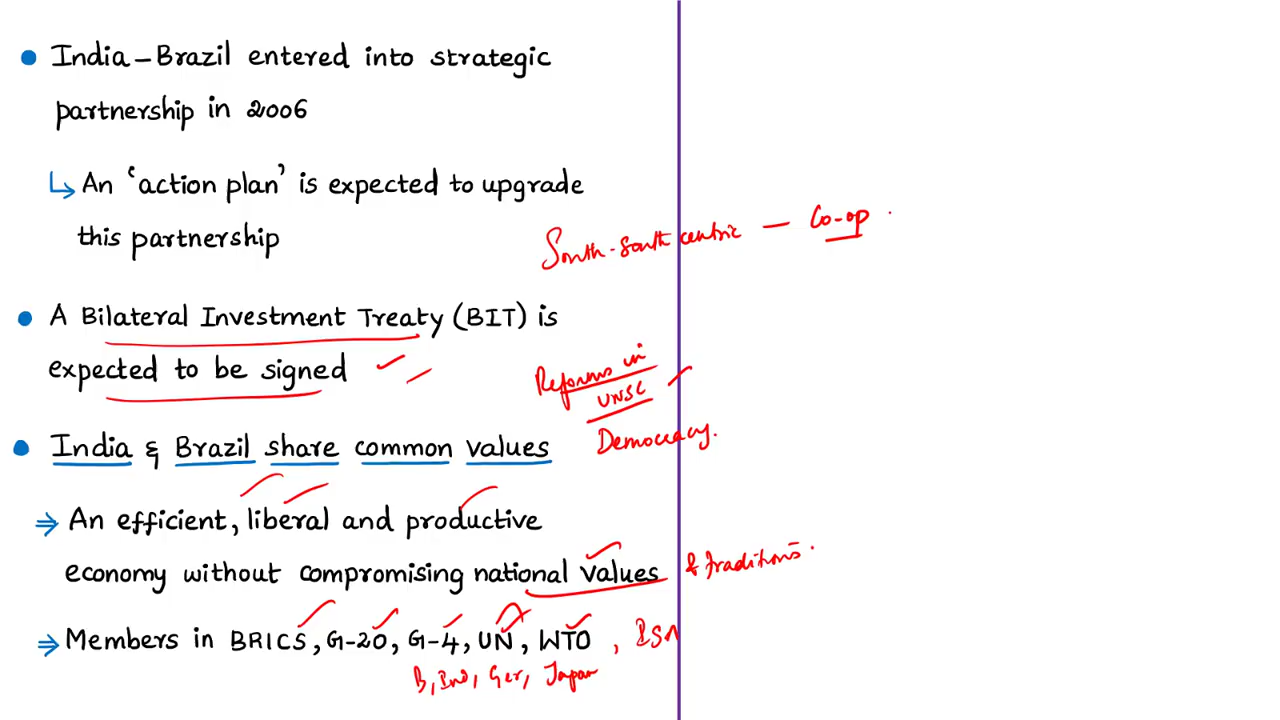 India – Brazil entered into strategic
partnership in 2006
An ‘action plan’ is expected to upgrade
this partnership
South-South centric — Co-op
A Bilateral Investment Treaty (BIT) is
expected to be signed
Reforms in
UNSC
Democracy.
India & Brazil share common values
An efficient, liberal and productive
economy without compromising national values & traditions.
Members in BRICS, G-20, G-4, UN, WTO,
B, Ind, Ger, Japan